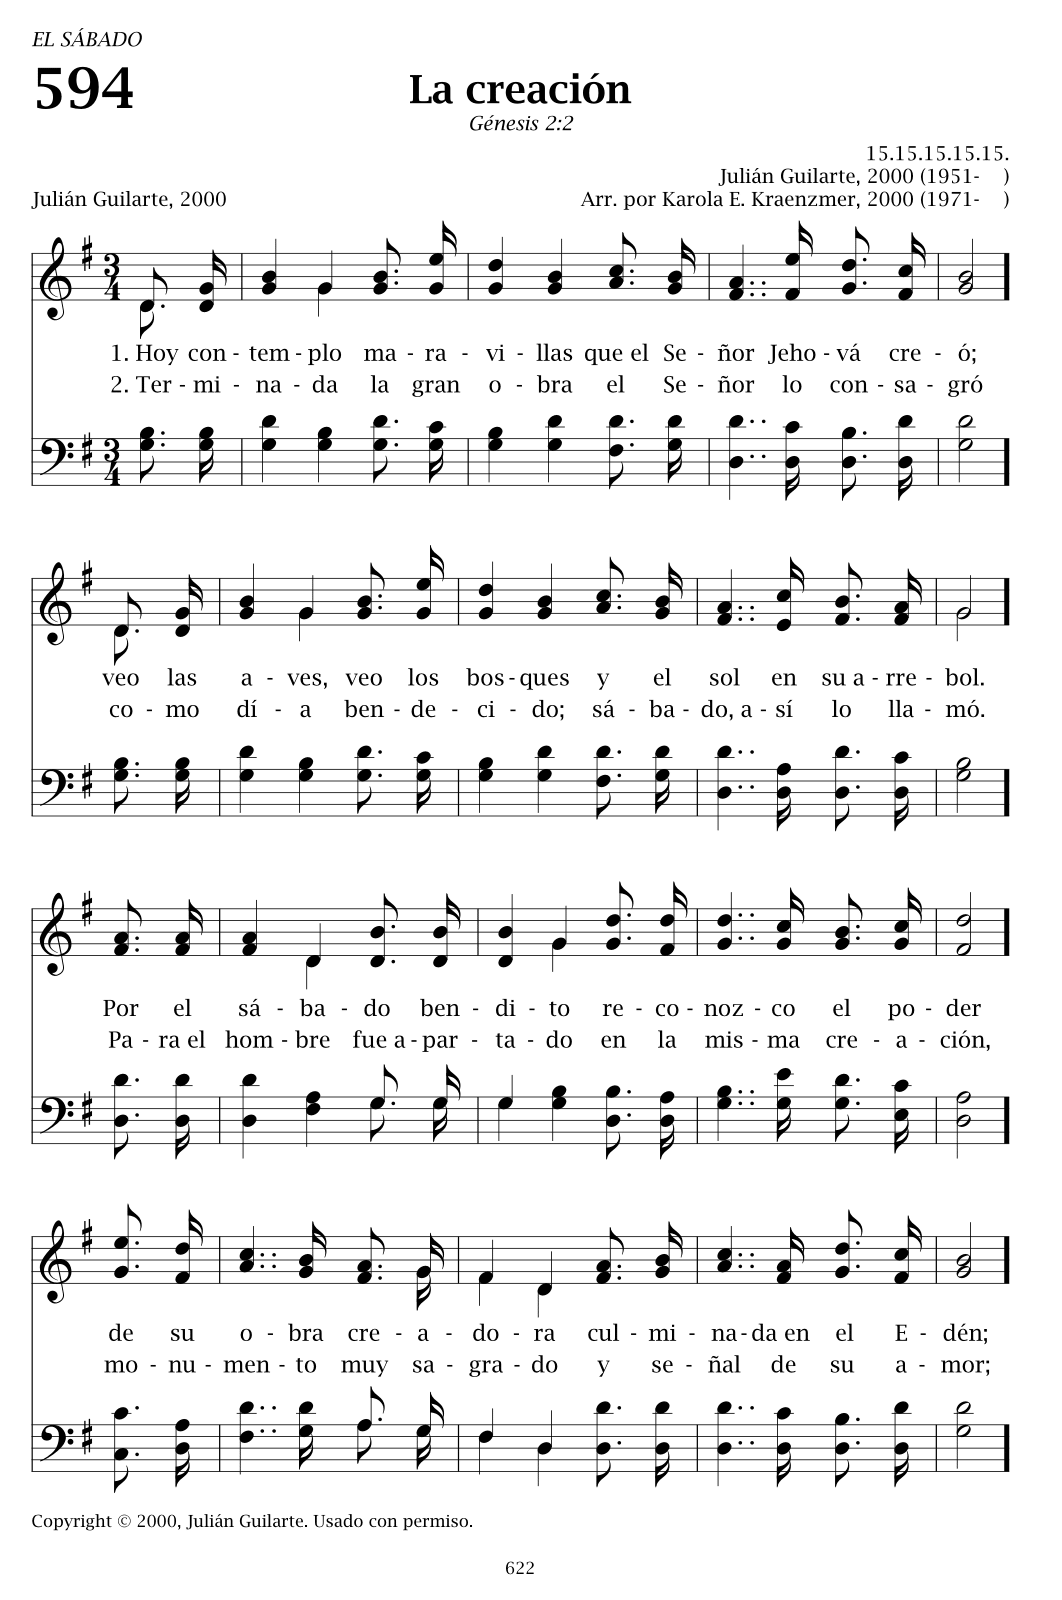 EL SÁBADO
594
La creación
Génesis 2:2
15.15.15.15.15.
Julián Guilarte, 2000 (1951-    )
Julián Guilarte, 2000
Arr. por Karola E. Kraenzmer, 2000 (1971-    )
3
4
1. Hoy con - tem - plo ma - ra - vi - llas que el Se - ñor Jeho - vá cre - ó;
2. Ter - mi - na - da la gran o - bra el Se - ñor lo con - sa - gró
3
4
veo las a - ves, veo los bos - ques y el sol en su a - rre - bol.
co - mo dí - a ben - de - ci - do; sá - ba - do, a - sí lo lla - mó.
Por el sá - ba - do ben - di - to re - co - noz - co el po - der
Pa - ra el hom - bre fue a - par - ta - do en la mis - ma cre - a - ción,
de su o - bra cre - a - do - ra cul - mi - na - da en el E - dén;
mo - nu - men - to muy sa - gra - do y se - ñal de su a - mor;
Copyright © 2000, Julián Guilarte. Usado con permiso.
622